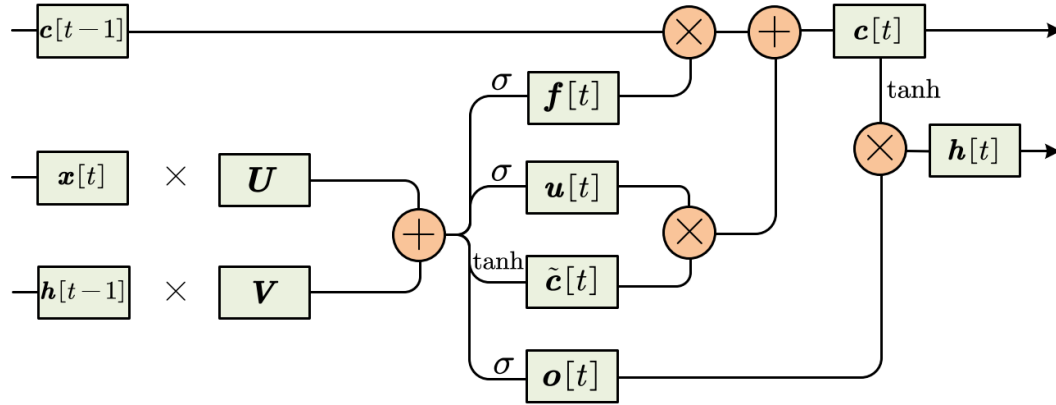 c[t−1] × + c[t]
σ f[t] tanh
x[t] × U σ u[t] × h[t]
+ ×
h[t−1] × V tanh c̃[t]
σ o[t]